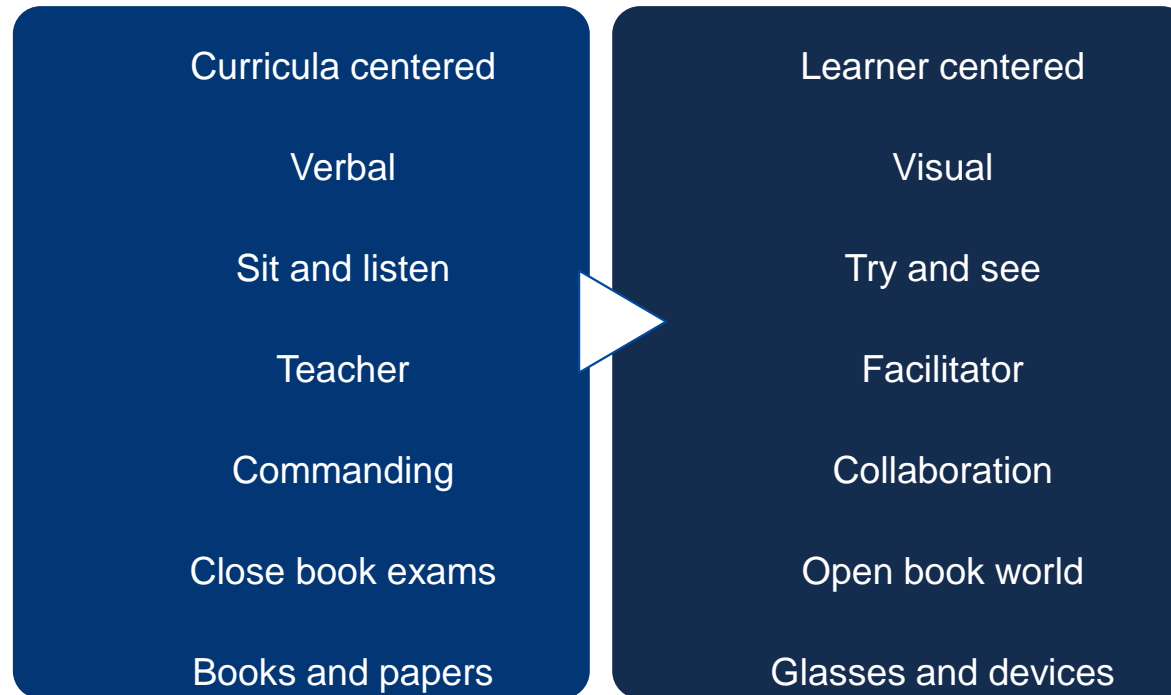 Curricula centered
Verbal
Sit and listen
Teacher
Commanding
Close book exams
Books and papers
Learner centered
Visual
Try and see
Facilitator
Collaboration
Open book world
Glasses and devices